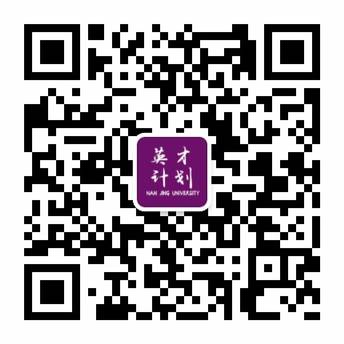 英才
计划
NAN JING UNIVERSITY